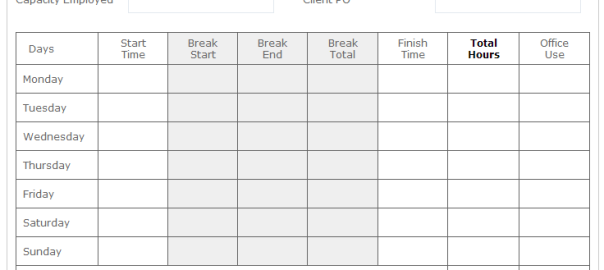 Capacity Employed Client PO
Days Start Time Break Start Break End Break Total Finish Time Total Hours Office Use
Monday
Tuesday
Wednesday
Thursday
Friday
Saturday
Sunday